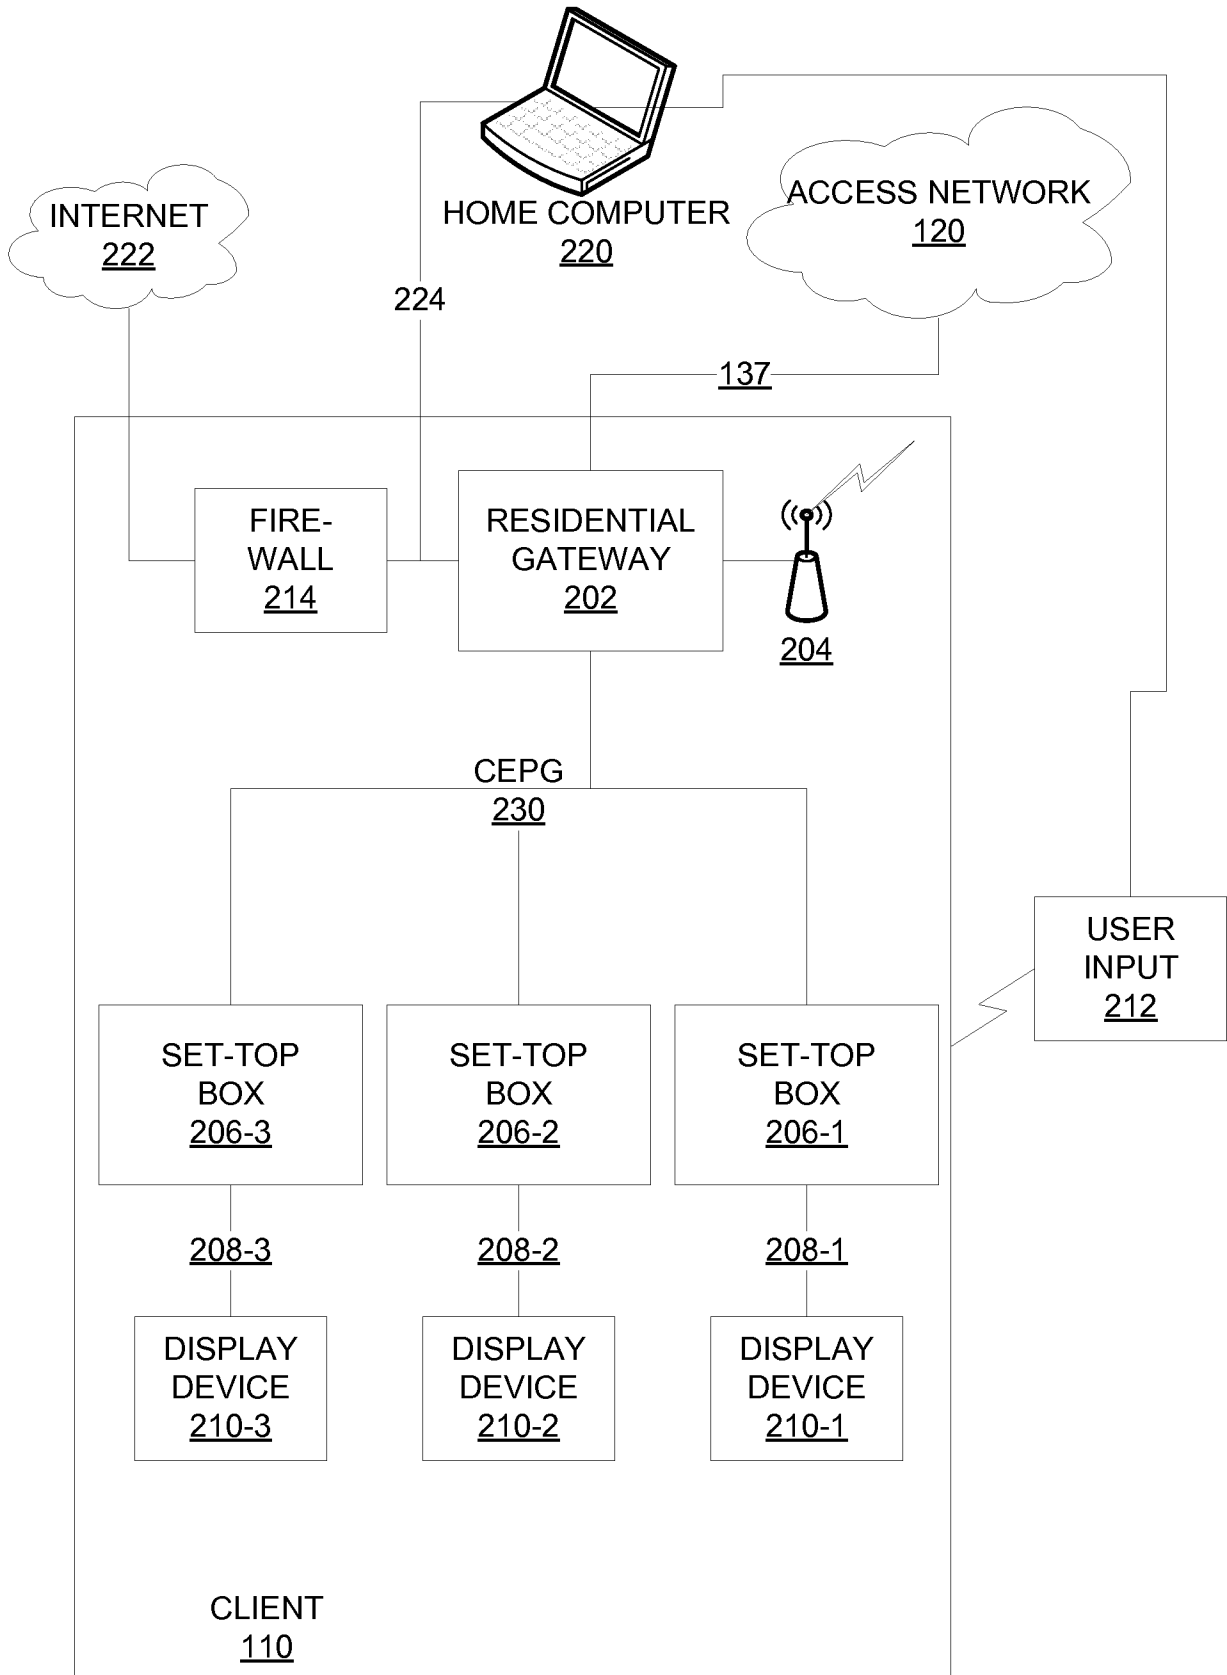 HOME COMPUTER
220
ACCESS NETWORK
120
INTERNET
222
224
137
FIRE-
WALL
214
RESIDENTIAL
GATEWAY
202
204
CEPG
230
USER
INPUT
212
SET-TOP
BOX
206-3
SET-TOP
BOX
206-2
SET-TOP
BOX
206-1
208-3
208-2
208-1
DISPLAY
DEVICE
210-3
DISPLAY
DEVICE
210-2
DISPLAY
DEVICE
210-1
CLIENT
110